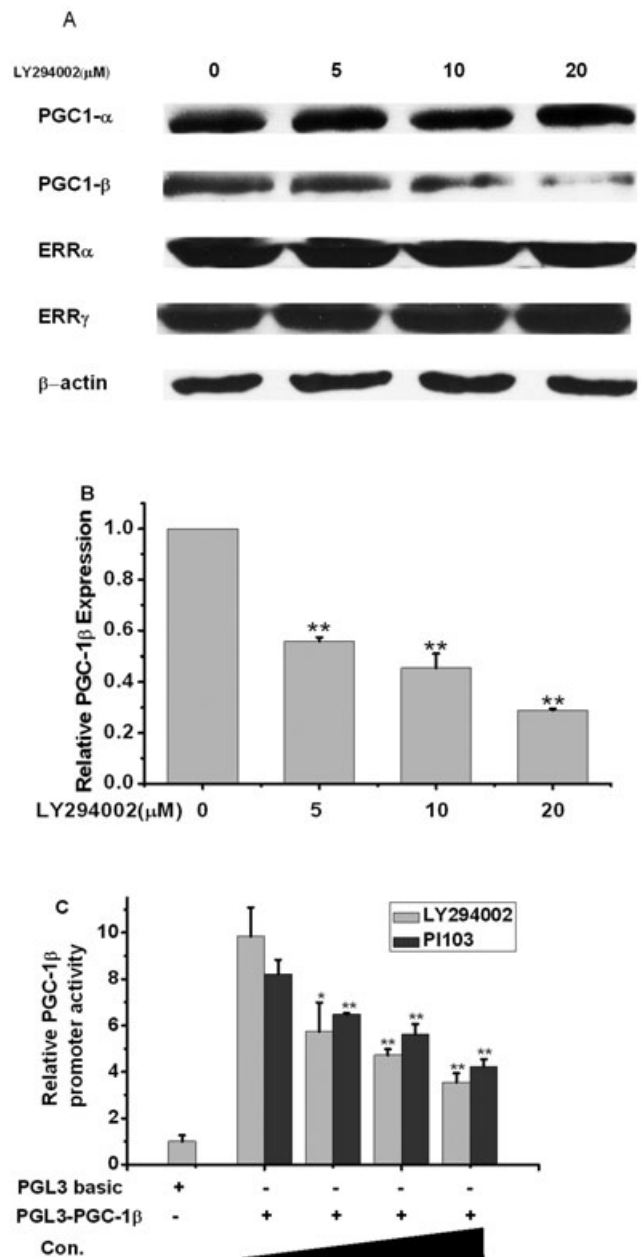 A
LY294002(μM) 0 5 10 20
PGC1-α
PGC1-β
ERRα
ERRγ
β-actin
B
Relative PGC-1β Expression
1.0
0.8
0.6
0.4
0.2
0.0
** ** **
LY294002(μM) 0 5 10 20
C
Relative PGC-1β
promoter activity
10
8
6
4
2
0
LY294002
PI103
* ** ** ** ** **
PGL3 basic + - - - -
PGL3-PGC-1β - + + + +
Con.